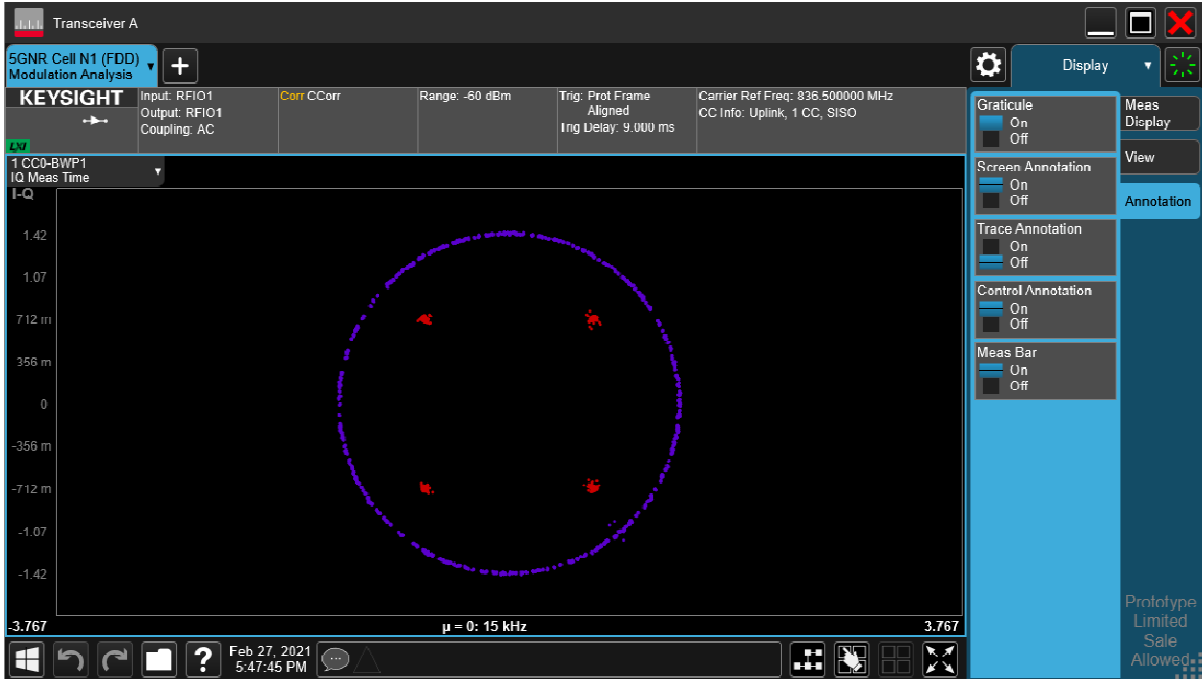 Transceiver A
5GNR Cell N1 (FDD)
Modulation Analysis
Display
KEYSIGHT
LXI
Input: RFIO1
Output: RFIO1
Coupling: AC
Corr CCorr
Range: -60 dBm
Trig: Prot Frame
Aligned
Trig Delay: 9.000 ms
Carrier Ref Freq: 836.500000 MHz
CC Info: Uplink, 1 CC, SISO
1 CC0-BWP1
IQ Meas Time
I-Q
1.42
1.07
712 m
356 m
0
-356 m
-712 m
-1.07
-1.42
-3.767
µ = 0: 15 kHz
3.767
Graticule
On
Off
Screen Annotation
On
Off
Trace Annotation
On
Off
Control Annotation
On
Off
Meas Bar
On
Off
Meas
Display
View
Annotation
Prototype
Limited
Sale
Allowed
?
Feb 27, 2021
5:47:45 PM